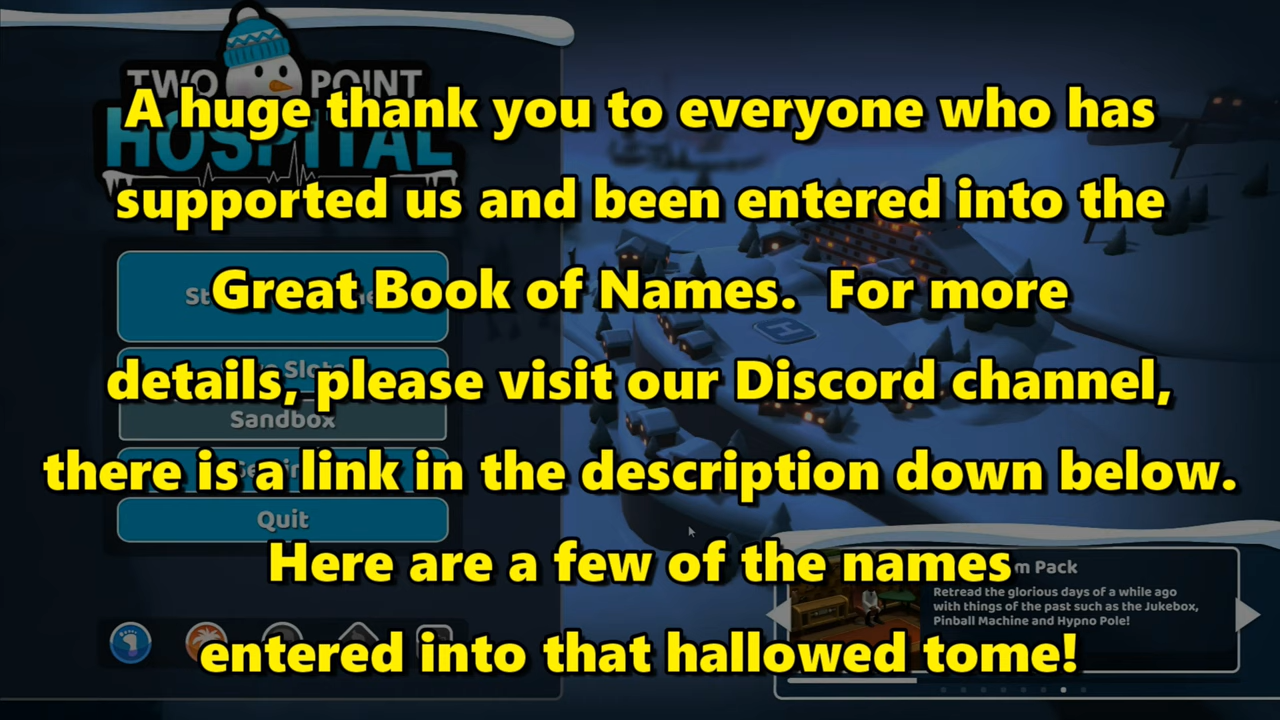 TWO POINT
HOSPITAL
A huge thank you to everyone who has
supported us and been entered into the
Great Book of Names.  For more
details, please visit our Discord channel,
there is a link in the description down below.
Here are a few of the names
entered into that hallowed tome!
Sandbox
Quit
Pack
Retread the glorious days of a while ago
with things of the past such as the Jukebox,
Pinball Machine and Hypno Pole!
H